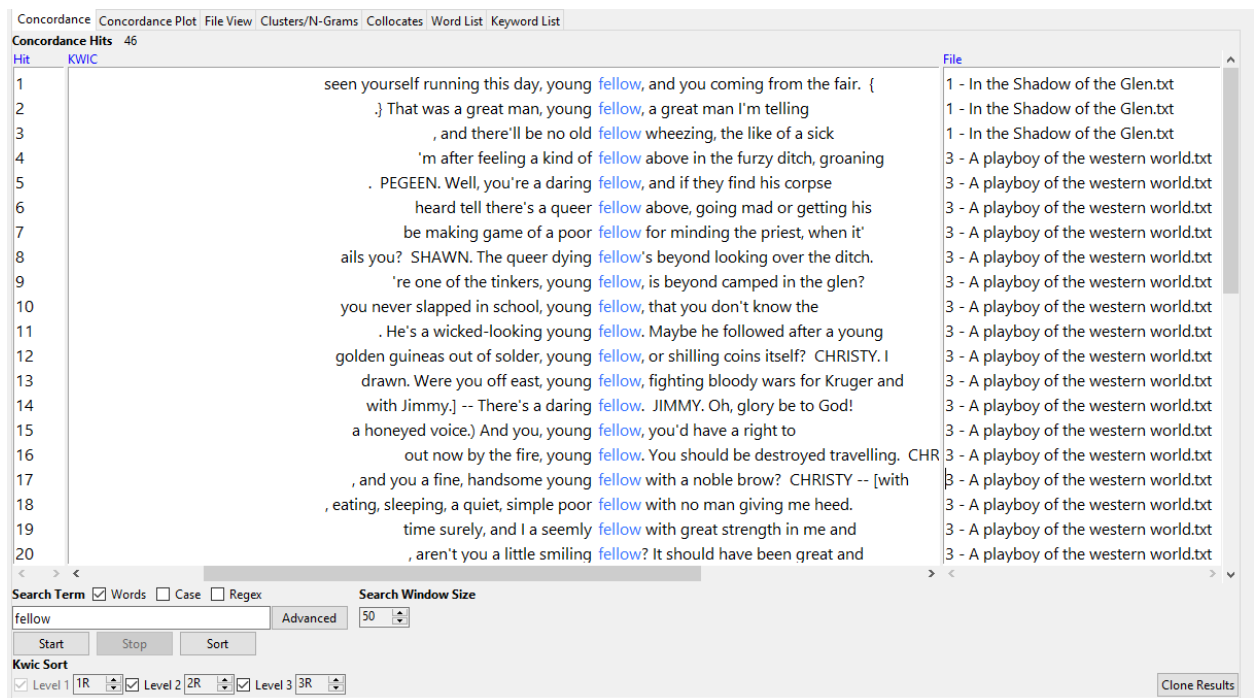 Concordance Concordance Plot File View Clusters/N-Grams Collocates Word List Keyword List
Concordance Hits 46
Hit KWIC File
1 seen yourself running this day, young fellow, and you coming from the fair. { 1 - In the Shadow of the Glen.txt
2 .} That was a great man, young fellow, a great man I'm telling 1 - In the Shadow of the Glen.txt
3 , and there'll be no old fellow wheezing, the like of a sick 1 - In the Shadow of the Glen.txt
4 'm after feeling a kind of fellow above in the furzy ditch, groaning 3 - A playboy of the western world.txt
5 . PEGEEN. Well, you're a daring fellow, and if they find his corpse 3 - A playboy of the western world.txt
6 heard tell there's a queer fellow above, going mad or getting his 3 - A playboy of the western world.txt
7 be making game of a poor fellow for minding the priest, when it' 3 - A playboy of the western world.txt
8 ails you? SHAWN. The queer dying fellow's beyond looking over the ditch. 3 - A playboy of the western world.txt
9 're one of the tinkers, young fellow, is beyond camped in the glen? 3 - A playboy of the western world.txt
10 you never slapped in school, young fellow, that you don't know the 3 - A playboy of the western world.txt
11 . He's a wicked-looking young fellow. Maybe he followed after a young 3 - A playboy of the western world.txt
12 golden guineas out of solder, young fellow, or shilling coins itself? CHRISTY. I 3 - A playboy of the western world.txt
13 drawn. Were you off east, young fellow, fighting bloody wars for Kruger and 3 - A playboy of the western world.txt
14 with Jimmy.] -- There's a daring fellow. JIMMY. Oh, glory be to God! 3 - A playboy of the western world.txt
15 a honeyed voice.) And you, young fellow, you'd have a right to 3 - A playboy of the western world.txt
16 out now by the fire, young fellow. You should be destroyed travelling. CHR 3 - A playboy of the western world.txt
17 , and you a fine, handsome young fellow with a noble brow? CHRISTY -- [with 3 - A playboy of the western world.txt
18 , eating, sleeping, a quiet, simple poor fellow with no man giving me heed. 3 - A playboy of the western world.txt
19 time surely, and I a seemly fellow with great strength in me and 3 - A playboy of the western world.txt
20 , aren't you a little smiling fellow? It should have been great and 3 - A playboy of the western world.txt
Search Term Words Case Regex Search Window Size
fellow Advanced 50
Start Stop Sort
Kwic Sort
Level 1 1R Level 2 2R Level 3 3R Clone Results